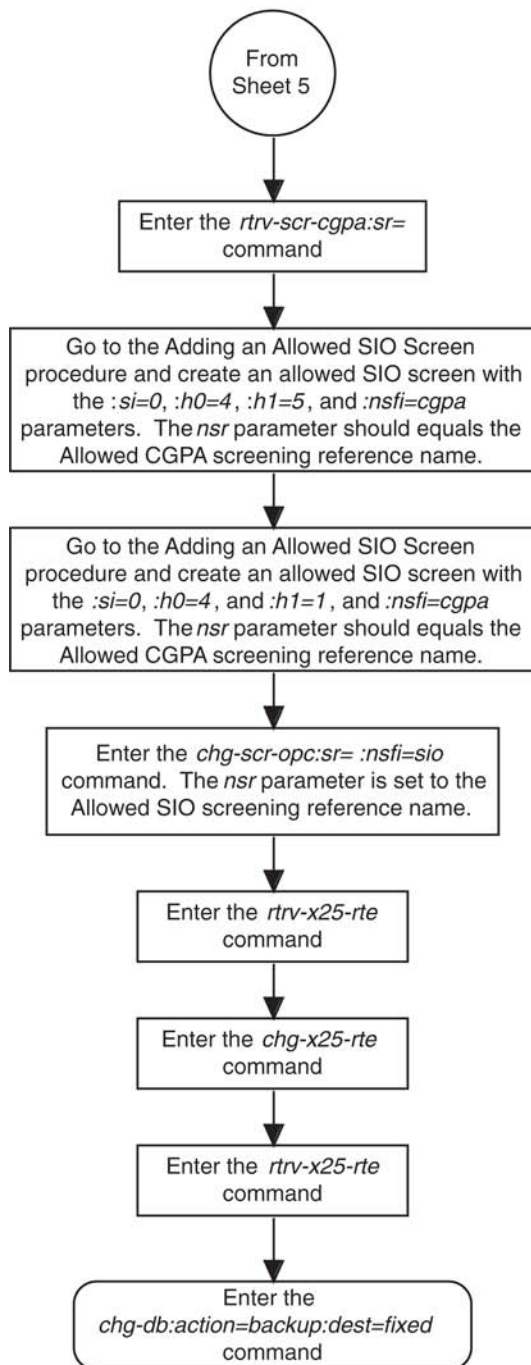 From
Sheet 5
Enter the rtrv-scr-cgpa:sr=
command
Go to the Adding an Allowed SIO Screen
procedure and create an allowed SIO screen with
the :si=0, :h0=4, :h1=5, and :nsfi=cgpa
parameters. The nsr parameter should equals the
Allowed CGPA screening reference name.
Go to the Adding an Allowed SIO Screen
procedure and create an allowed SIO screen with
the :si=0, :h0=4, and :h1=1, and :nsfi=cgpa
parameters. The nsr parameter should equals the
Allowed CGPA screening reference name.
Enter the chg-scr-opc:sr= :nsfi=sio
command. The nsr parameter is set to the
Allowed SIO screening reference name.
Enter the rtrv-x25-rte
command
Enter the chg-x25-rte
command
Enter the rtrv-x25-rte
command
Enter the
chg-db:action=backup:dest=fixed
command